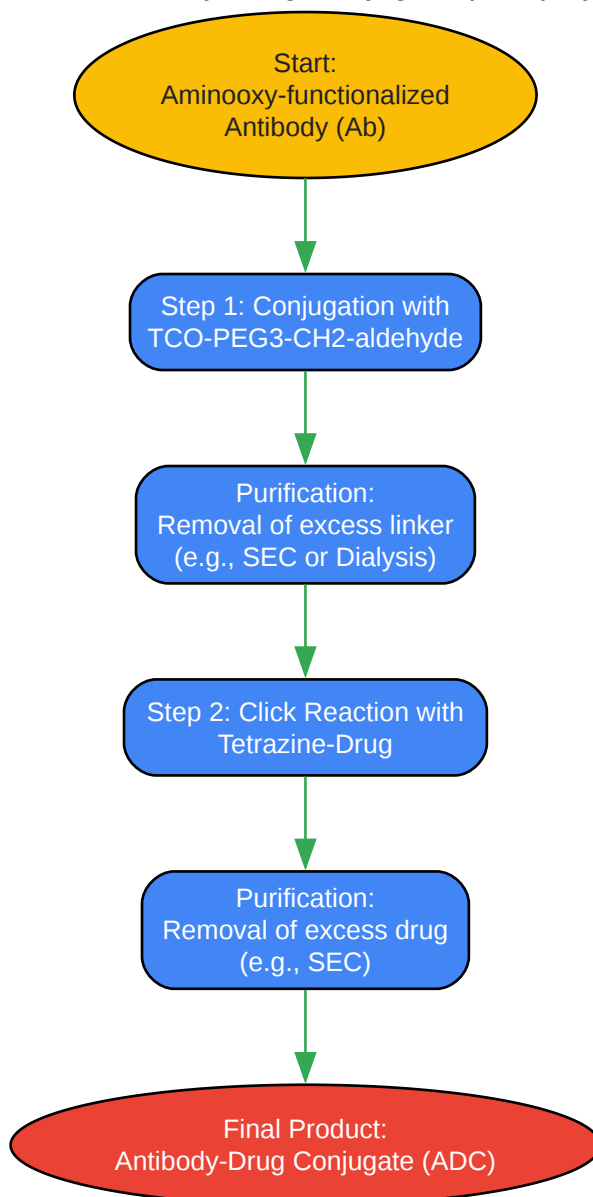 Start:
Aminooxy-functionalized
Antibody (Ab)
Step 1: Conjugation with
TCO-PEG3-CH2-aldehyde
Purification:
Removal of excess linker
(e.g., SEC or Dialysis)
Step 2: Click Reaction with
Tetrazine-Drug
Purification:
Removal of excess drug
(e.g., SEC)
Final Product:
Antibody-Drug Conjugate (ADC)